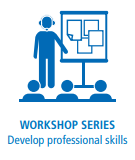 WORKSHOP SERIES
Develop professional skills